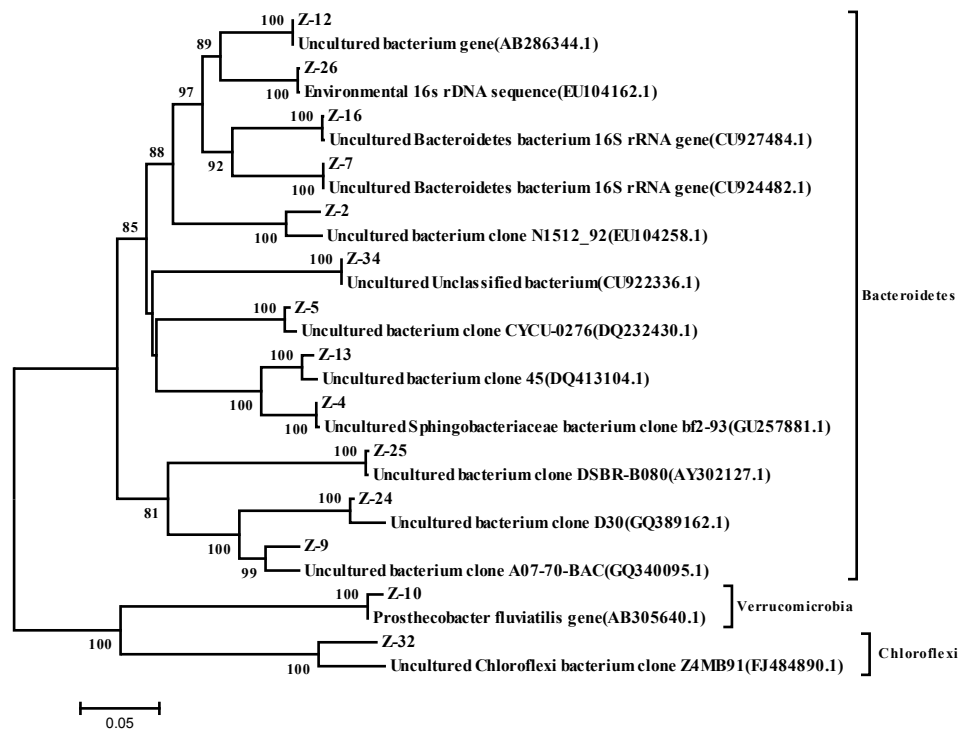 100 Z-12
89
Uncultured bacterium gene(AB286344.1)
Z-26
97 100 Environmental 16s rDNA sequence(EU104162.1)
100 Z-16
Uncultured Bacteroidetes bacterium 16S rRNA gene(CU927484.1)
88 92 Z-7
100 Uncultured Bacteroidetes bacterium 16S rRNA gene(CU924482.1)
Z-2
85 100 Uncultured bacterium clone N1512_92(EU104258.1)
100 Z-34
Uncultured Unclassified bacterium(CU922336.1)
Bacteroidetes
100 Z-5
Uncultured bacterium clone CYCU-0276(DQ232430.1)
100 Z-13
Uncultured bacterium clone 45(DQ413104.1)
100 Z-4
100 Uncultured Sphingobacteriaceae bacterium clone bf2-93(GU257881.1)
100 Z-25
Uncultured bacterium clone DSBR-B080(AY302127.1)
81 100 Z-24
Uncultured bacterium clone D30(GQ389162.1)
100 Z-9
99 Uncultured bacterium clone A07-70-BAC(GQ340095.1)
100 Z-10
Verrucomicrobia
Prosthecobacter fluviatilis gene(AB305640.1)
100 Z-32
Chloroflexi
100 Uncultured Chloroflexi bacterium clone Z4MB91(FJ484890.1)
0.05